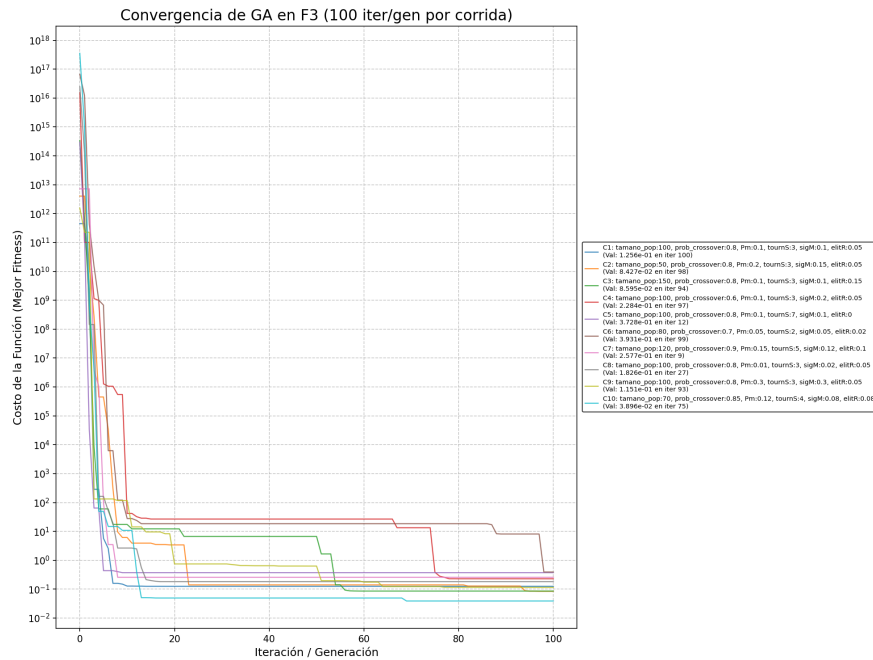 Convergencia de GA en F3 (100 iter/gen por corrida)
Costo de la Función (Mejor Fitness)
10^18
10^17
10^16
10^15
10^14
10^13
10^12
10^11
10^10
10^9
10^8
10^7
10^6
10^5
10^4
10^3
10^2
10^1
10^0
10^-1
10^-2
0 20 40 60 80 100
Iteración / Generación
C1: tamano_pop:100, prob_crossover:0.8, Pm:0.1, tournS:3, sigM:0.1, elitR:0.05
(Val: 1.256e-01 en iter 100)
C2: tamano_pop:50, prob_crossover:0.8, Pm:0.2, tournS:3, sigM:0.15, elitR:0.05
(Val: 8.427e-02 en iter 98)
C3: tamano_pop:150, prob_crossover:0.8, Pm:0.1, tournS:3, sigM:0.1, elitR:0.15
(Val: 8.595e-02 en iter 94)
C4: tamano_pop:100, prob_crossover:0.6, Pm:0.1, tournS:3, sigM:0.2, elitR:0.05
(Val: 2.284e-01 en iter 97)
C5: tamano_pop:100, prob_crossover:0.8, Pm:0.1, tournS:7, sigM:0.1, elitR:0
(Val: 3.728e-01 en iter 12)
C6: tamano_pop:80, prob_crossover:0.7, Pm:0.05, tournS:2, sigM:0.05, elitR:0.02
(Val: 3.931e-01 en iter 99)
C7: tamano_pop:120, prob_crossover:0.9, Pm:0.15, tournS:5, sigM:0.12, elitR:0.1
(Val: 2.577e-01 en iter 9)
C8: tamano_pop:100, prob_crossover:0.8, Pm:0.01, tournS:3, sigM:0.02, elitR:0.05
(Val: 1.826e-01 en iter 27)
C9: tamano_pop:100, prob_crossover:0.8, Pm:0.3, tournS:3, sigM:0.3, elitR:0.05
(Val: 1.151e-01 en iter 93)
C10: tamano_pop:70, prob_crossover:0.85, Pm:0.12, tournS:4, sigM:0.08, elitR:0.08
(Val: 3.896e-02 en iter 75)